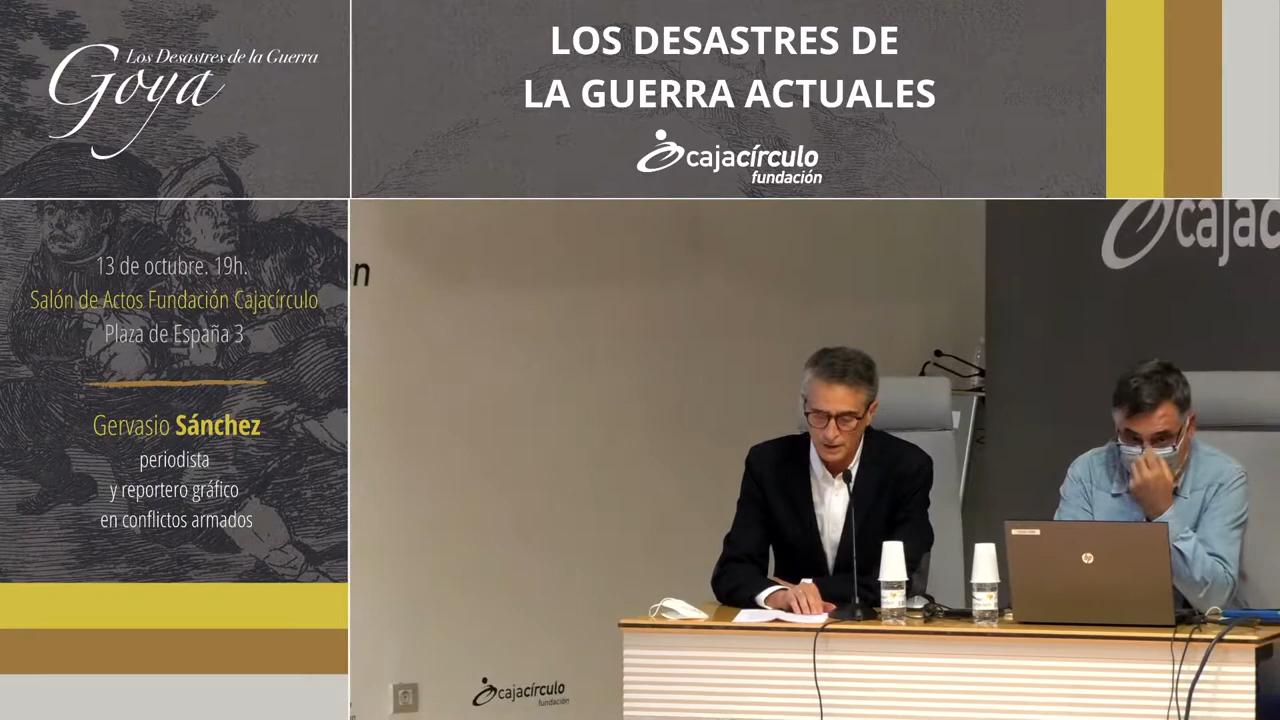 Los Desastres de la Guerra
Goya
LOS DESASTRES DE
LA GUERRA ACTUALES
cajacírculo
fundación
13 de octubre. 19h.
Salón de Actos Fundación Cajacírculo
Plaza de España 3
Gervasio Sánchez
periodista
y reportero gráfico
en conflictos armados
n
cajac
hp
cajacírculo
fundación